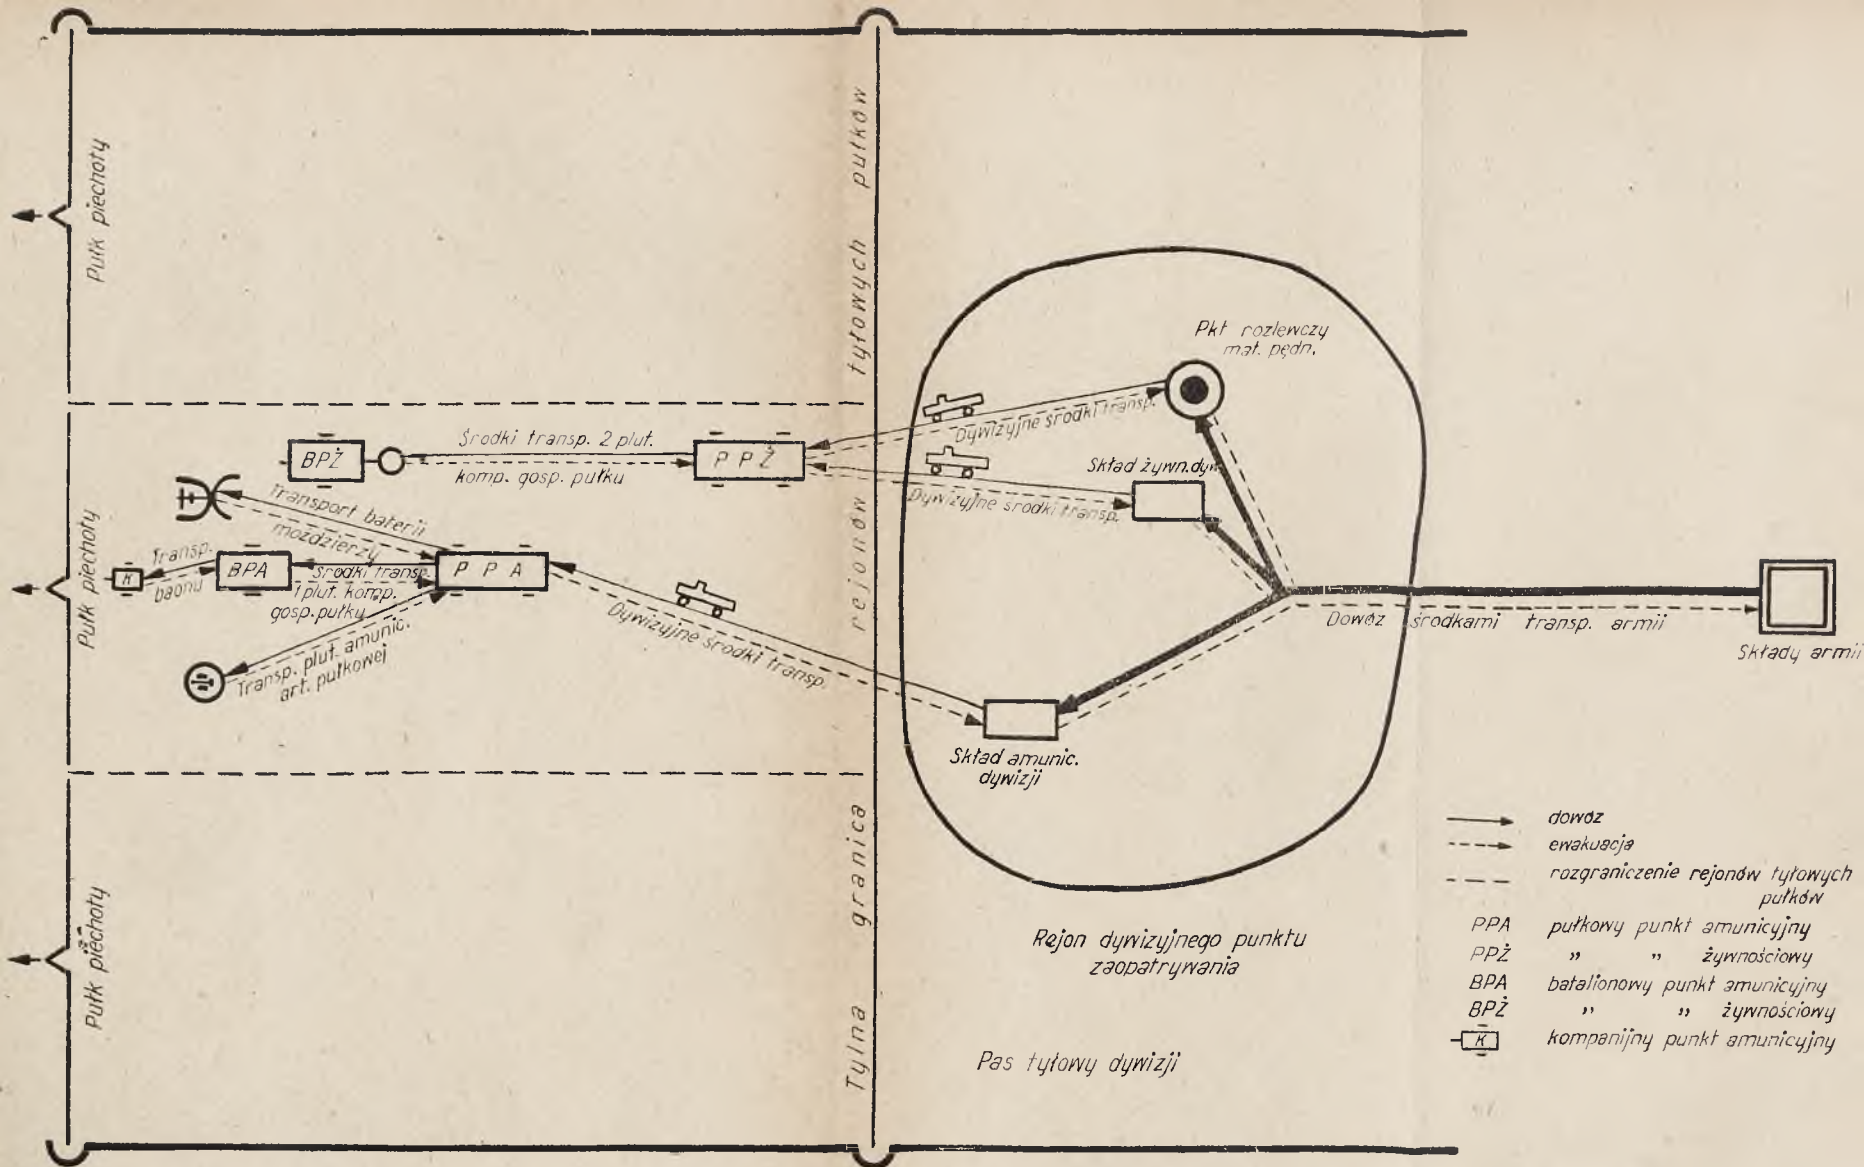 Pułk piechoty
Pułk piechoty
Pułk piechoty
Tylna granica rejonów tyłowych pułków
BPŻ
Środki transp. 2 plut.
komp. gosp. pułku
P P Ż
Transport baterii
moździerzy
K
Transp.
baonu
BPA
środki transp.
1 plut. komp.
gosp. pułku
P P A
Transp. plut. amunic.
art. pułkowej
Dywizyjne środki transp.
Dywizyjne środki transp.
Dywizyjne środki transp.
Pkt rozlewczy
mat. pędn.
Skład żywn. dyw.
Skład amunic.
dywizji
Dowóz środkami transp. armii
Składy armii
Rejon dywizyjnego punktu
zaopatrywania
Pas tyłowy dywizji
dowóz
ewakuacja
rozgraniczenie rejonów tyłowych
pułków
PPA pułkowy punkt amunicyjny
PPŻ " " żywnościowy
BPA batalionowy punkt amunicyjny
BPŻ " " żywnościowy
K kompanijny punkt amunicyjny